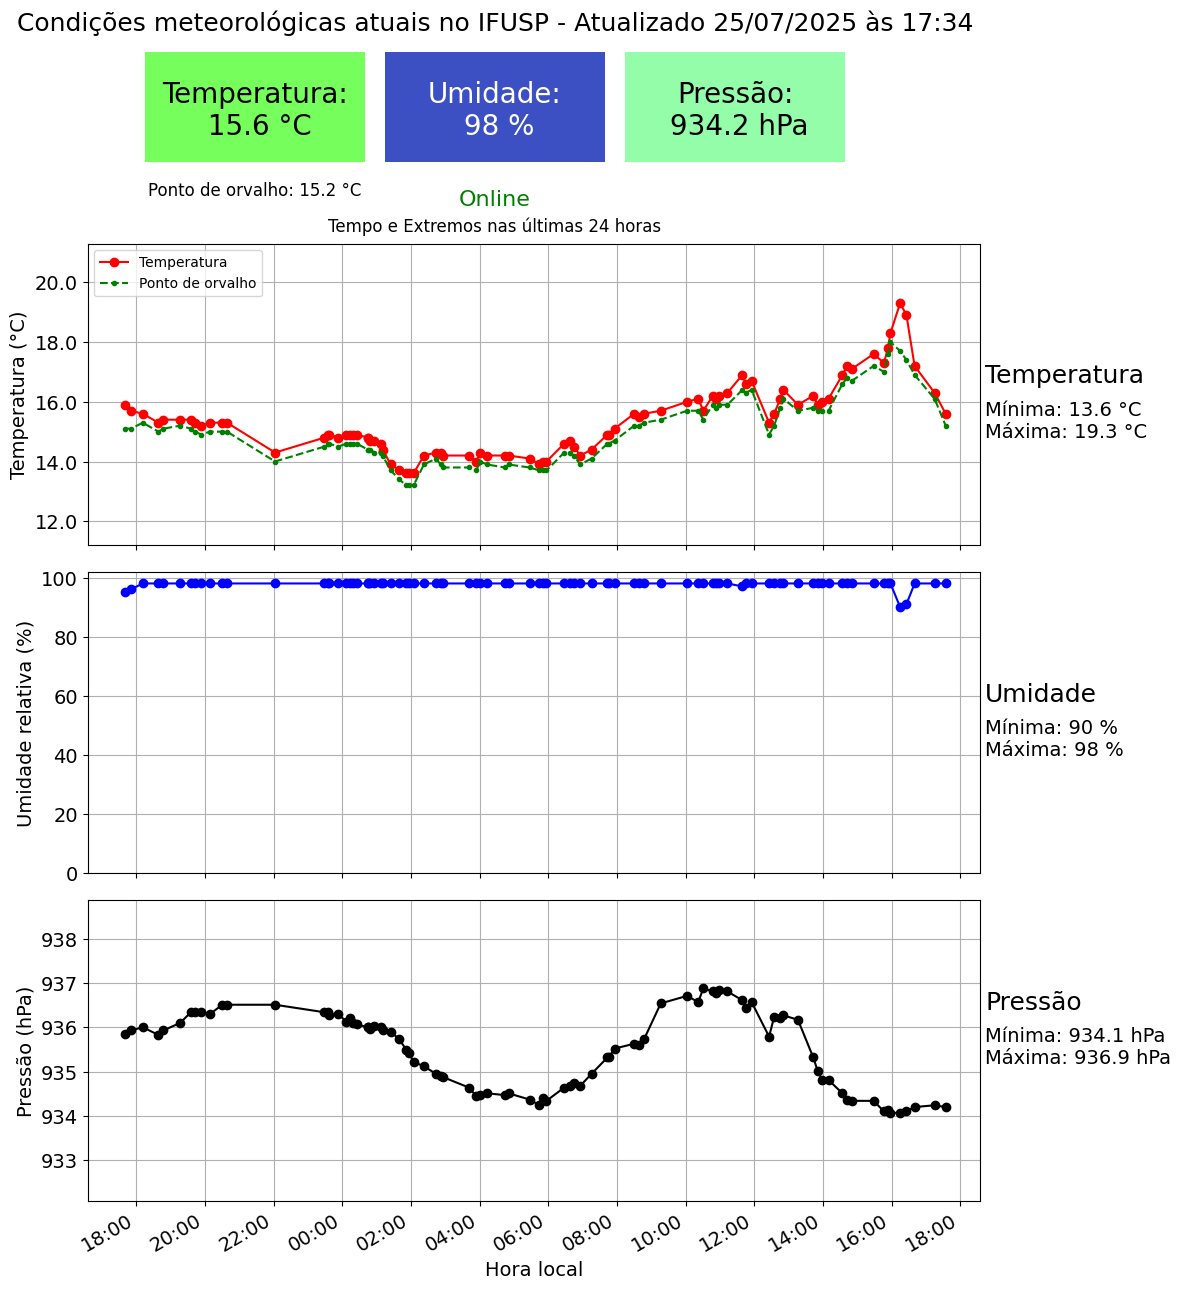 Condições meteorológicas atuais no IFUSP - Atualizado 25/07/2025 às 17:34
Temperatura:
15.6 °C
Umidade:
98 %
Pressão:
934.2 hPa
Ponto de orvalho: 15.2 °C
Online
Tempo e Extremos nas últimas 24 horas
Temperatura
Ponto de orvalho
Temperatura (°C)
20.0
18.0
16.0
14.0
12.0
Temperatura
Mínima: 13.6 °C
Máxima: 19.3 °C
Umidade relativa (%)
100
80
60
40
20
0
Umidade
Mínima: 90 %
Máxima: 98 %
Pressão (hPa)
938
937
936
935
934
933
Pressão
Mínima: 934.1 hPa
Máxima: 936.9 hPa
18:00
20:00
22:00
00:00
02:00
04:00
06:00
08:00
10:00
12:00
14:00
16:00
18:00
Hora local